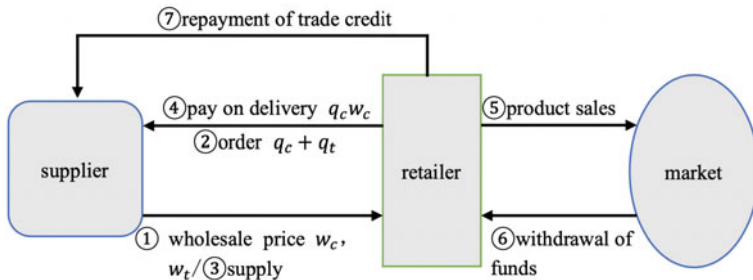 ⑦repayment of trade credit
④pay on delivery q_c w_c
②order q_c + q_t
⑤product sales
supplier
retailer
market
① wholesale price w_c,
w_t/③supply
⑥withdrawal of
funds